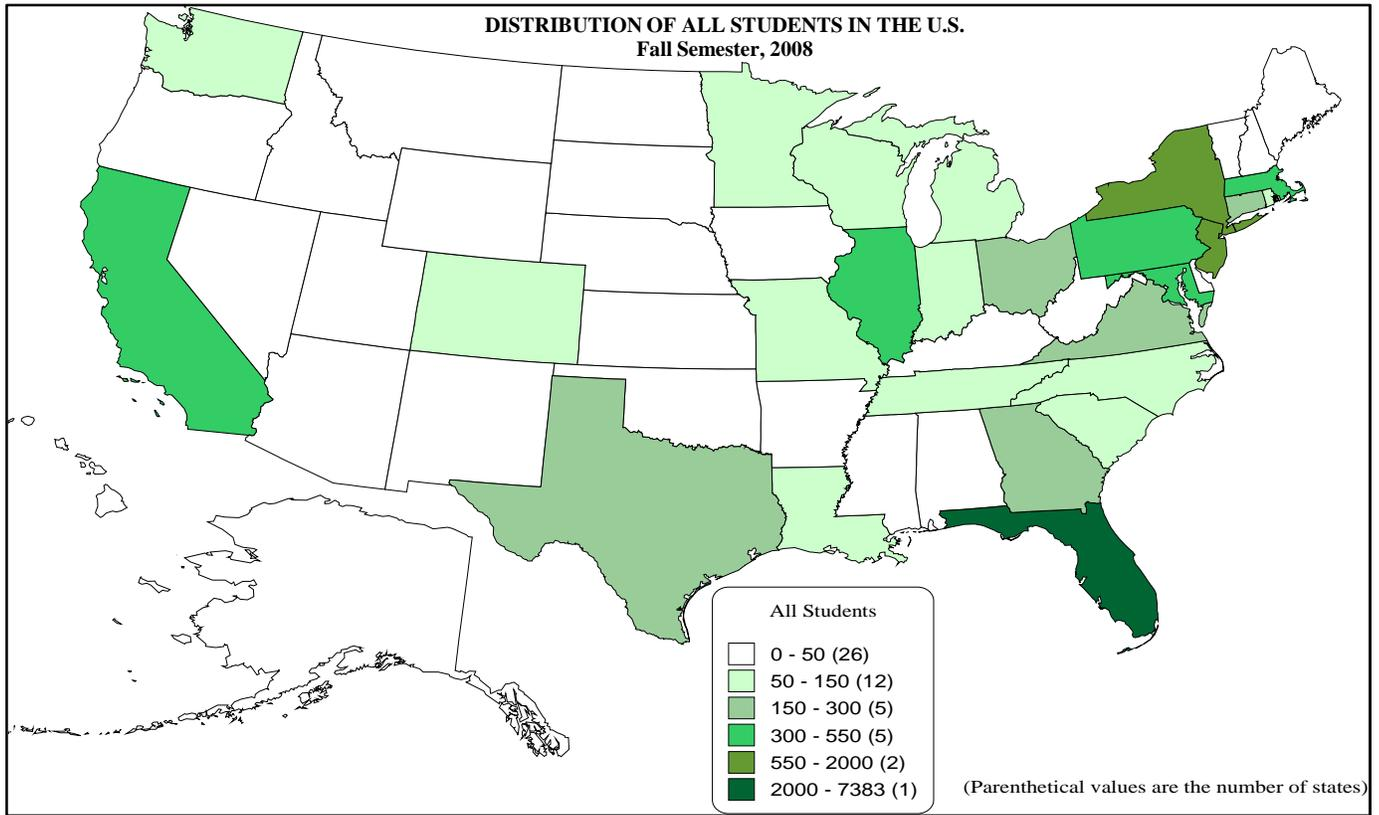 DISTRIBUTION OF ALL STUDENTS IN THE U.S.
Fall Semester, 2008
All Students
0 - 50 (26)
50 - 150 (12)
150 - 300 (5)
300 - 550 (5)
550 - 2000 (2)
2000 - 7383 (1)
(Parenthetical values are the number of states)